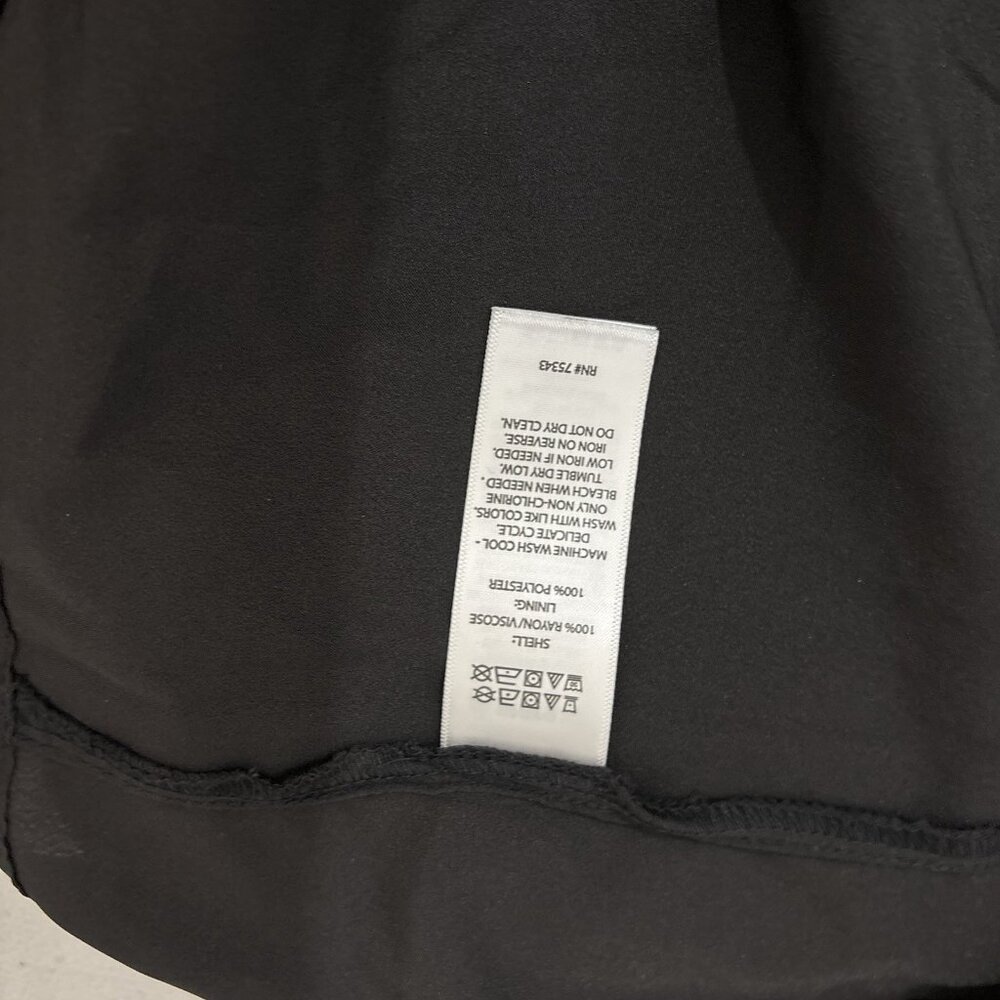 SHELL:
100% RAYON/VISCOSE
LINING:
100% POLYESTER
MACHINE WASH COOL -
DELICATE CYCLE.
WASH WITH LIKE COLORS.
ONLY NON-CHLORINE
BLEACH WHEN NEEDED.
TUMBLE DRY LOW.
LOW IRON IF NEEDED.
IRON ON REVERSE.
DO NOT DRY CLEAN.
RN# 75343